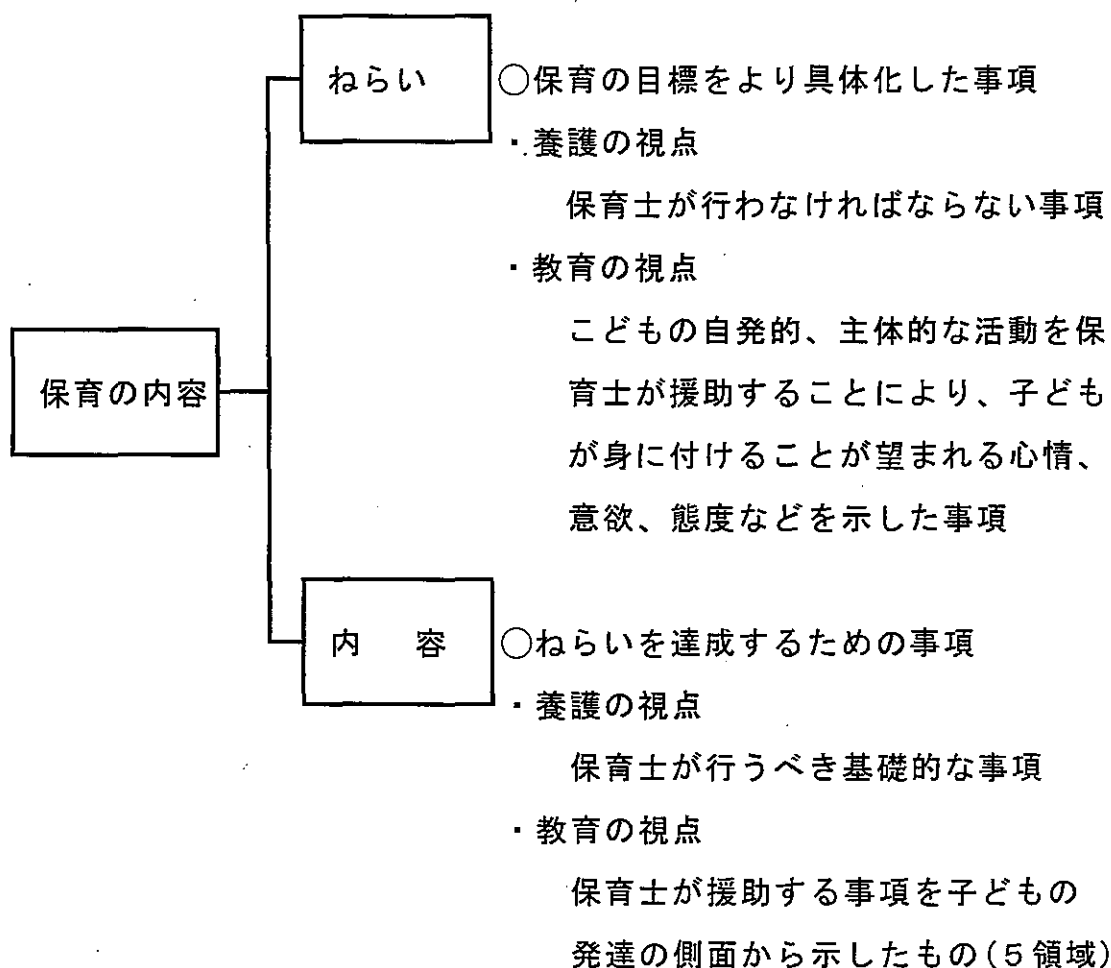 ねらい
○保育の目標をより具体化した事項
・養護の視点
保育士が行わなければならない事項
・教育の視点
こどもの自発的、主体的な活動を保
育士が援助することにより、子ども
が身に付けることが望まれる心情、
意欲、態度などを示した事項
保育の内容
内　容
○ねらいを達成するための事項
・養護の視点
保育士が行うべき基礎的な事項
・教育の視点
保育士が援助する事項を子どもの
発達の側面から示したもの(5領域)